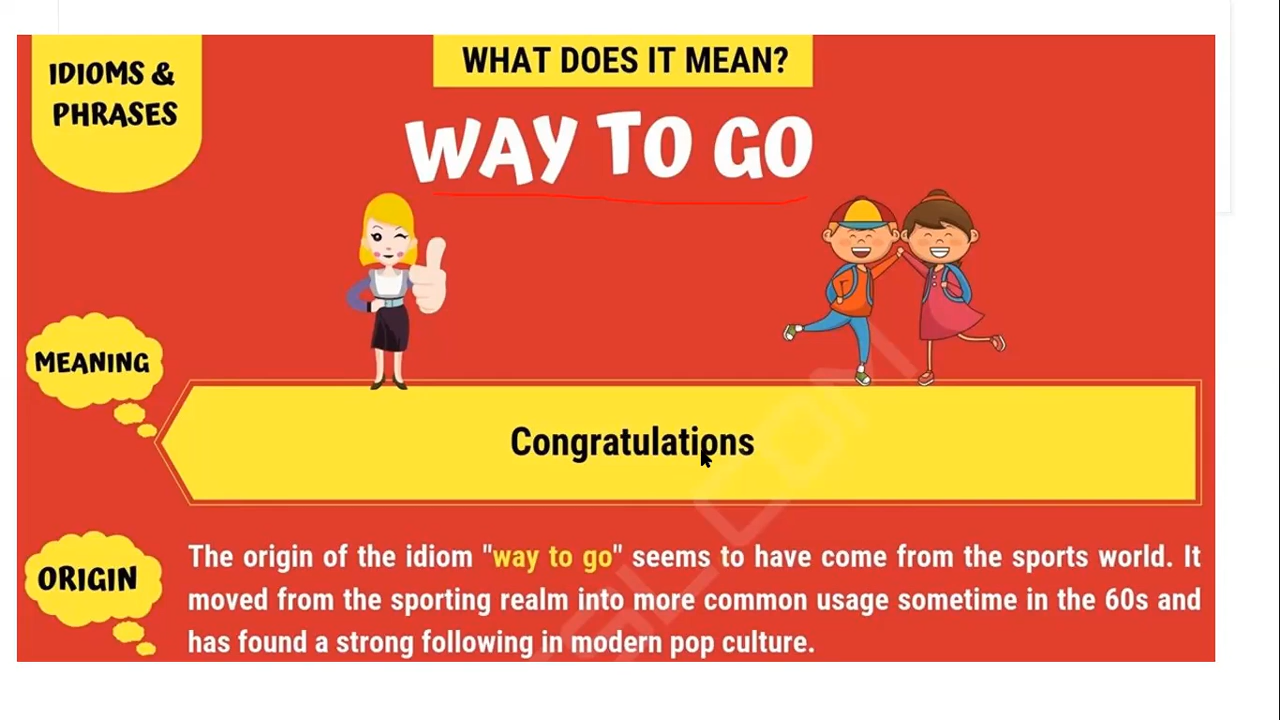 IDIOMS &
PHRASES
WHAT DOES IT MEAN?
WAY TO GO
MEANING
Congratulations
ORIGIN
The origin of the idiom "way to go" seems to have come from the sports world. It
moved from the sporting realm into more common usage sometime in the 60s and
has found a strong following in modern pop culture.